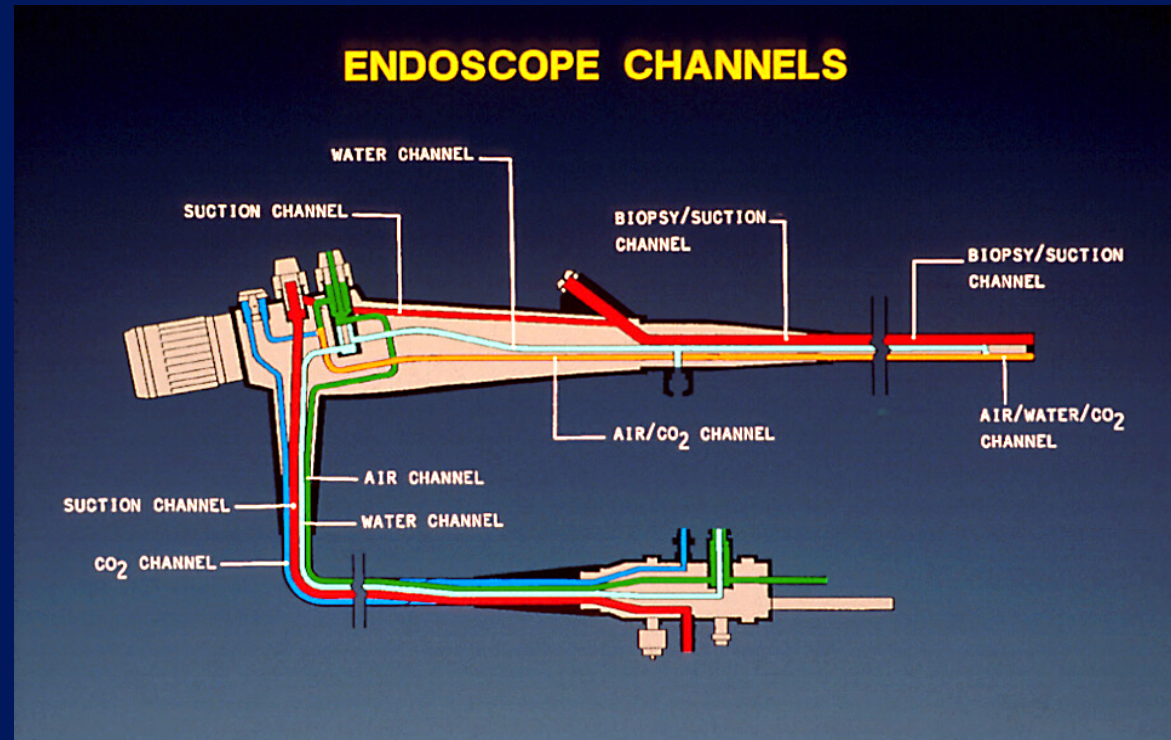 ENDOSCOPE CHANNELS
WATER CHANNEL
SUCTION CHANNEL
BIOPSY/SUCTION
CHANNEL
BIOPSY/SUCTION
CHANNEL
AIR/CO2 CHANNEL
AIR/WATER/CO2
CHANNEL
AIR CHANNEL
SUCTION CHANNEL
WATER CHANNEL
CO2 CHANNEL